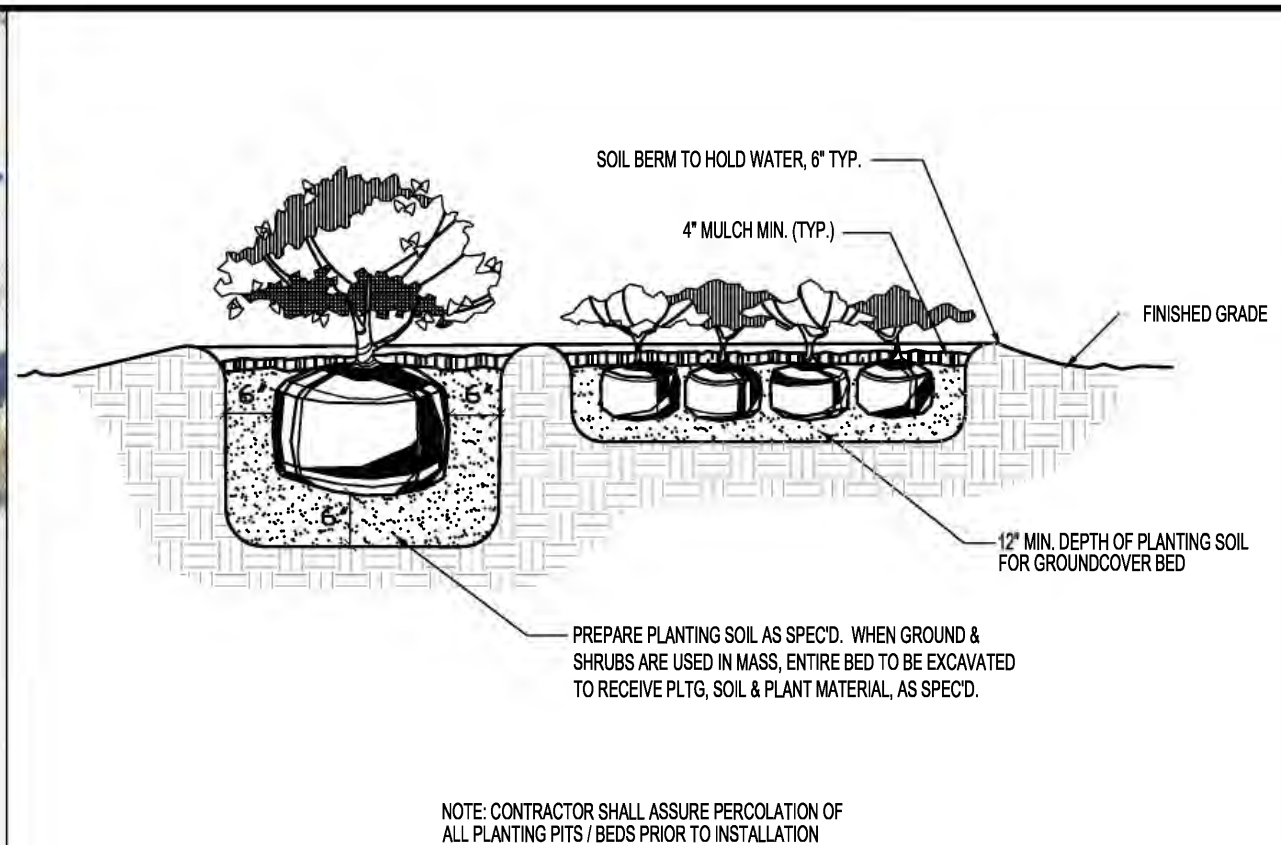 SOIL BERM TO HOLD WATER, 6" TYP.
4" MULCH MIN. (TYP.)
FINISHED GRADE
6"
6"
6"
12" MIN. DEPTH OF PLANTING SOIL
FOR GROUNDCOVER BED
PREPARE PLANTING SOIL AS SPEC'D. WHEN GROUND &
SHRUBS ARE USED IN MASS, ENTIRE BED TO BE EXCAVATED
TO RECEIVE PLTG, SOIL & PLANT MATERIAL, AS SPEC'D.
NOTE: CONTRACTOR SHALL ASSURE PERCOLATION OF
ALL PLANTING PITS / BEDS PRIOR TO INSTALLATION